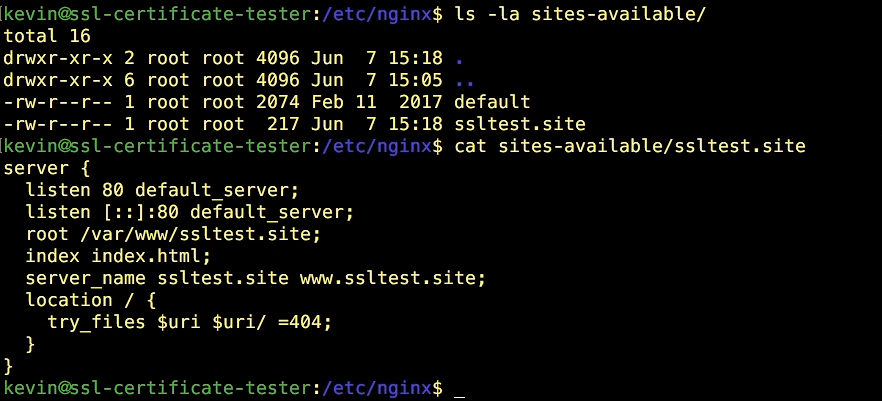 kevin@ssl-certificate-tester:/etc/nginx$ ls -la sites-available/
total 16
drwxr-xr-x 2 root root 4096 Jun  7 15:18 .
drwxr-xr-x 6 root root 4096 Jun  7 15:05 ..
-rw-r--r-- 1 root root 2074 Feb 11  2017 default
-rw-r--r-- 1 root root  217 Jun  7 15:18 ssltest.site
kevin@ssl-certificate-tester:/etc/nginx$ cat sites-available/ssltest.site
server {
  listen 80 default_server;
  listen [::]:80 default_server;
  root /var/www/ssltest.site;
  index index.html;
  server_name ssltest.site www.ssltest.site;
  location / {
    try_files $uri $uri/ =404;
  }
}
kevin@ssl-certificate-tester:/etc/nginx$ _